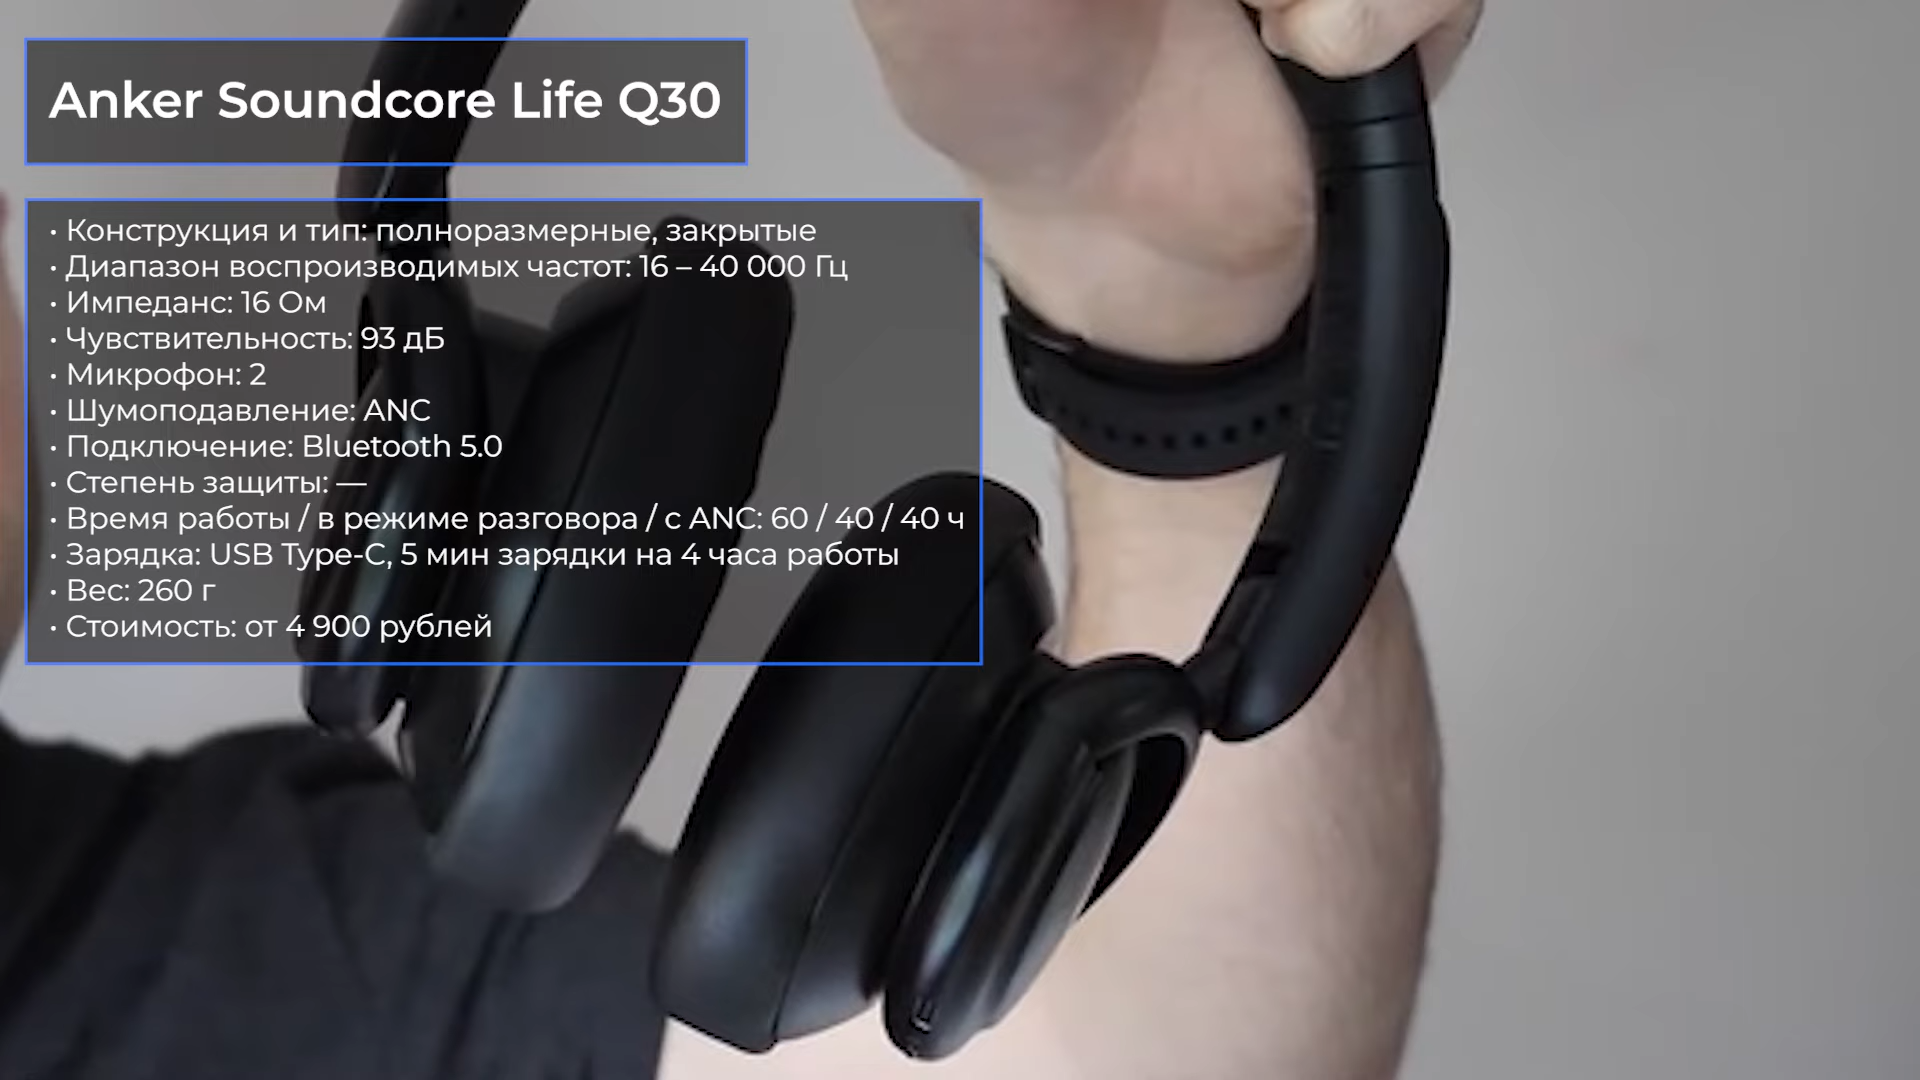 Anker Soundcore Life Q30
• Конструкция и тип: полноразмерные, закрытые
• Диапазон воспроизводимых частот: 16 – 40 000 Гц
• Импеданс: 16 Ом
• Чувствительность: 93 дБ
• Микрофон: 2
• Шумоподавление: ANC
• Подключение: Bluetooth 5.0
• Степень защиты: —
• Время работы / в режиме разговора / с ANC: 60 / 40 / 40 ч
• Зарядка: USB Type-C, 5 мин зарядки на 4 часа работы
• Вес: 260 г
• Стоимость: от 4 900 рублей